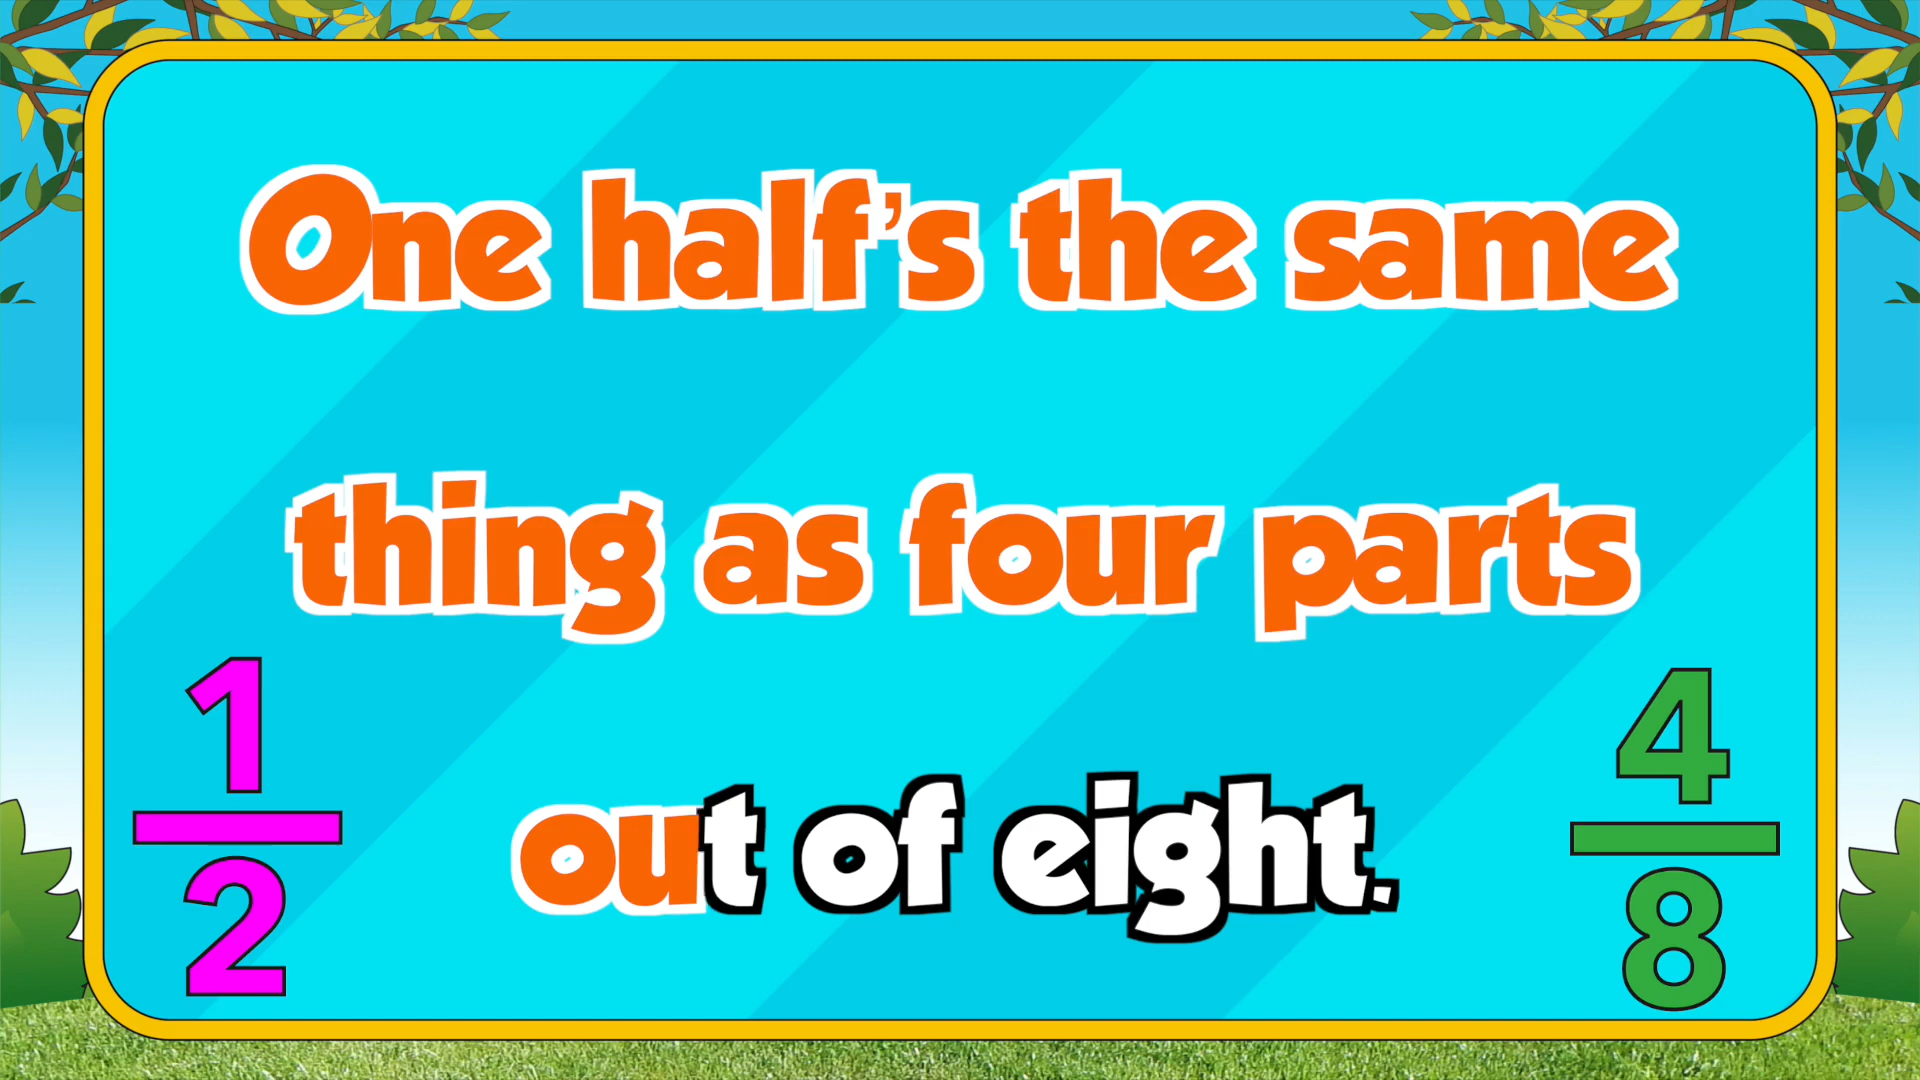 One half's the same
thing as four parts
out of eight.
1
2
4
8